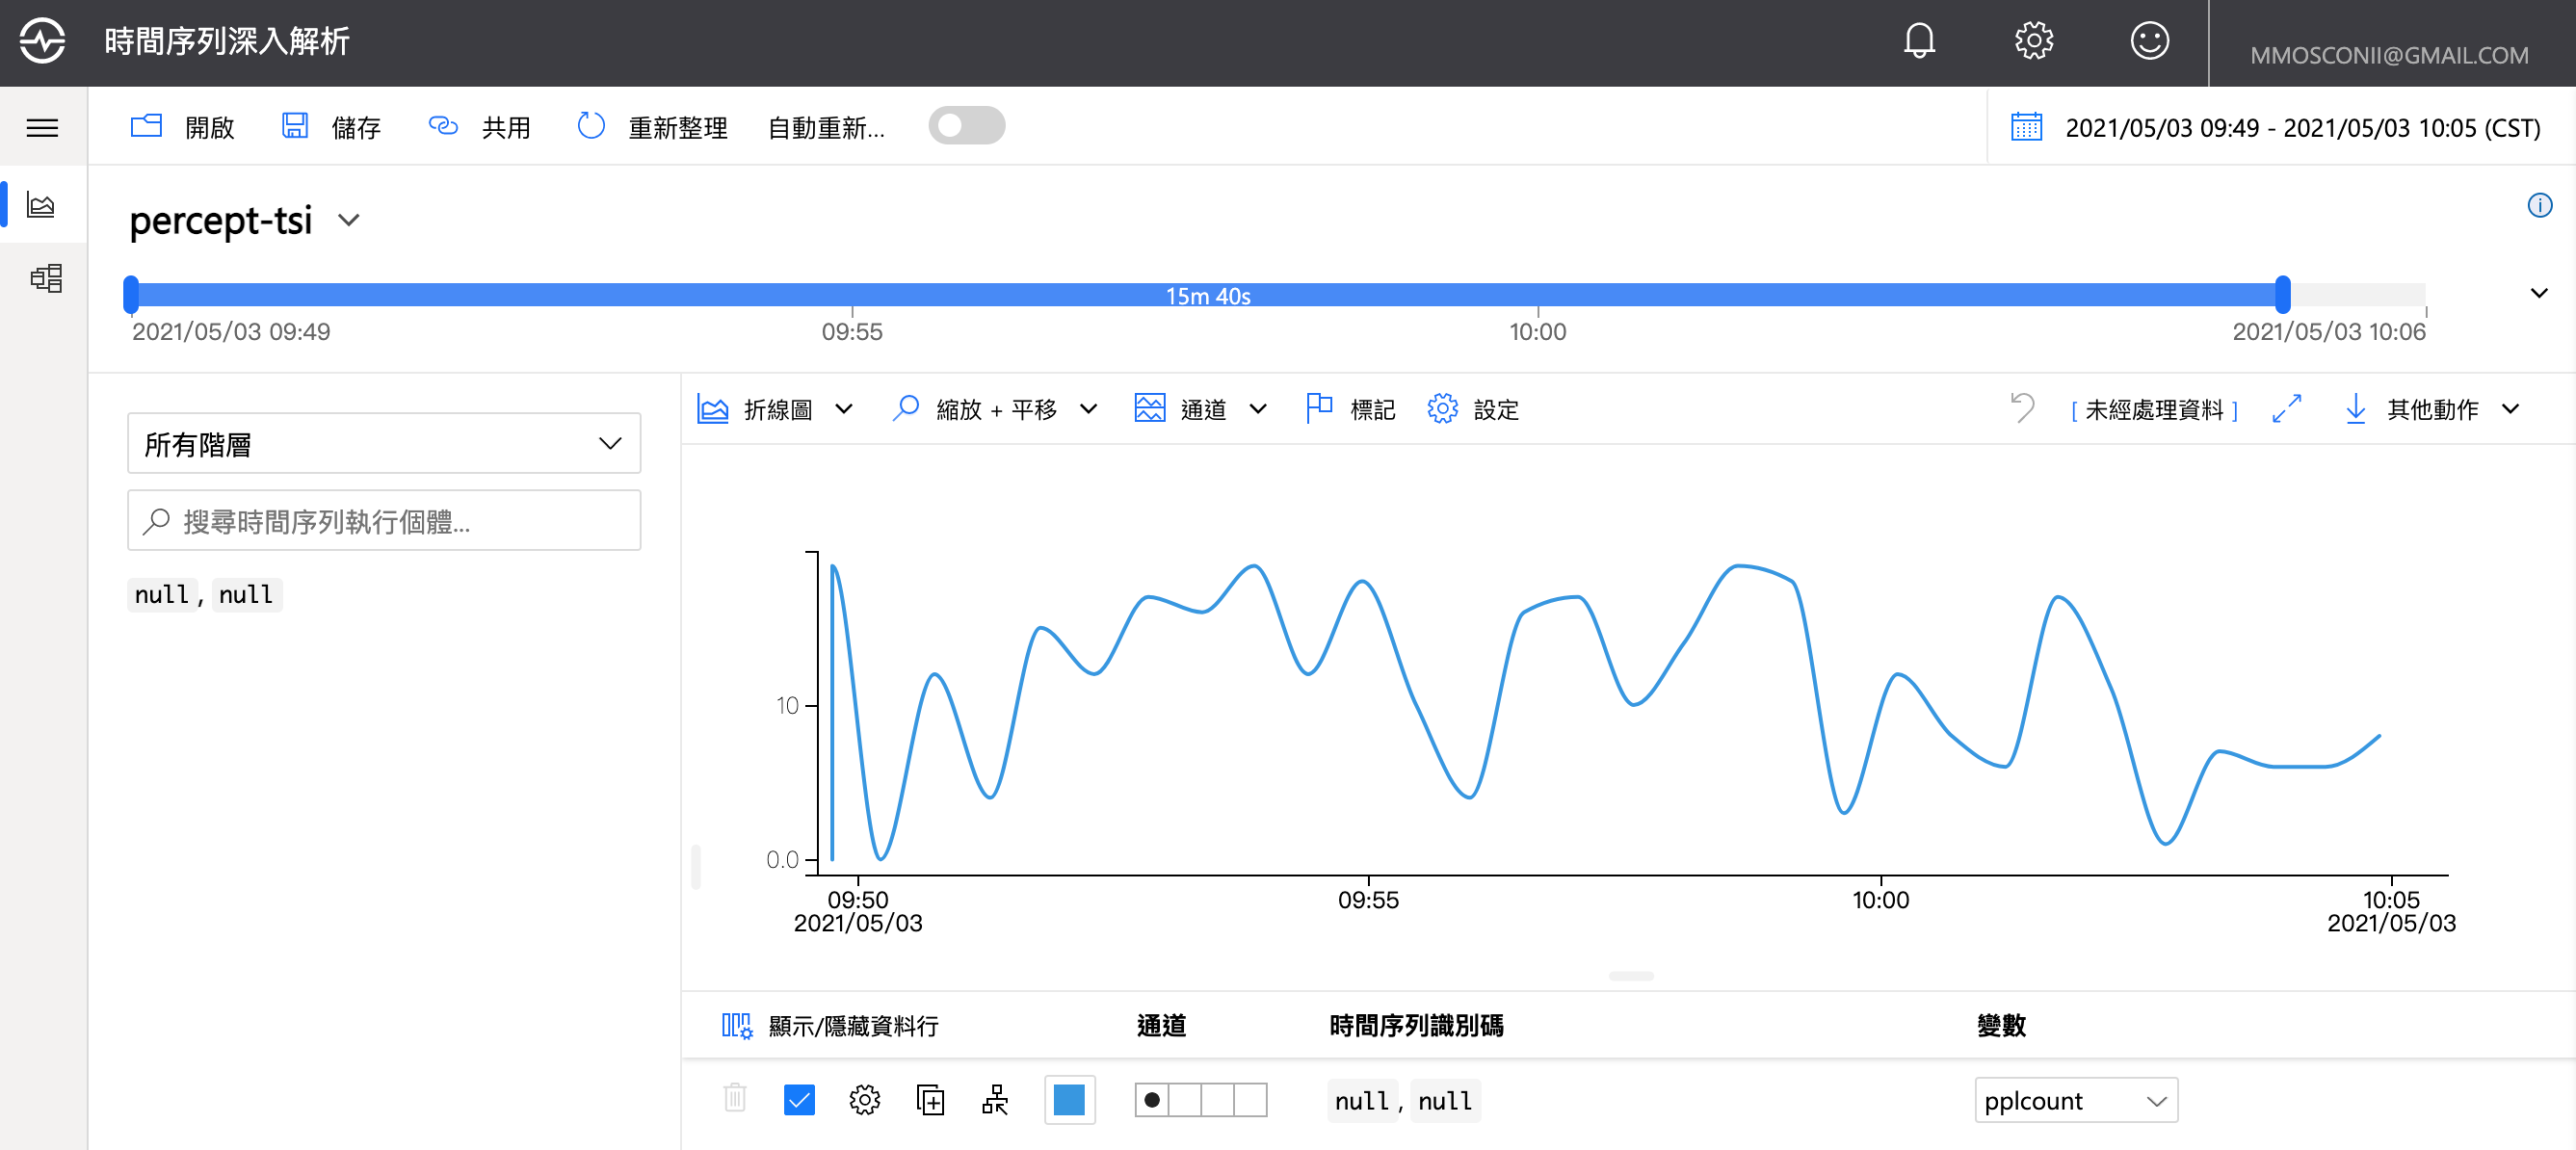 時間序列深入解析
MMOSCONII@GMAIL.COM
開啟 儲存 共用 重新整理 自動重新...
2021/05/03 09:49 - 2021/05/03 10:05 (CST)
percept-tsi
15m 40s
2021/05/03 09:49 09:55 10:00 2021/05/03 10:06
所有階層
搜尋時間序列執行個體...
null, null
折線圖 縮放 + 平移 通道 標記 設定
[ 未經處理資料 ] 其他動作
10
0.0
09:50 09:55 10:00 10:05
2021/05/03 2021/05/03
顯示/隱藏資料行 通道 時間序列識別碼 變數
null, null pplcount